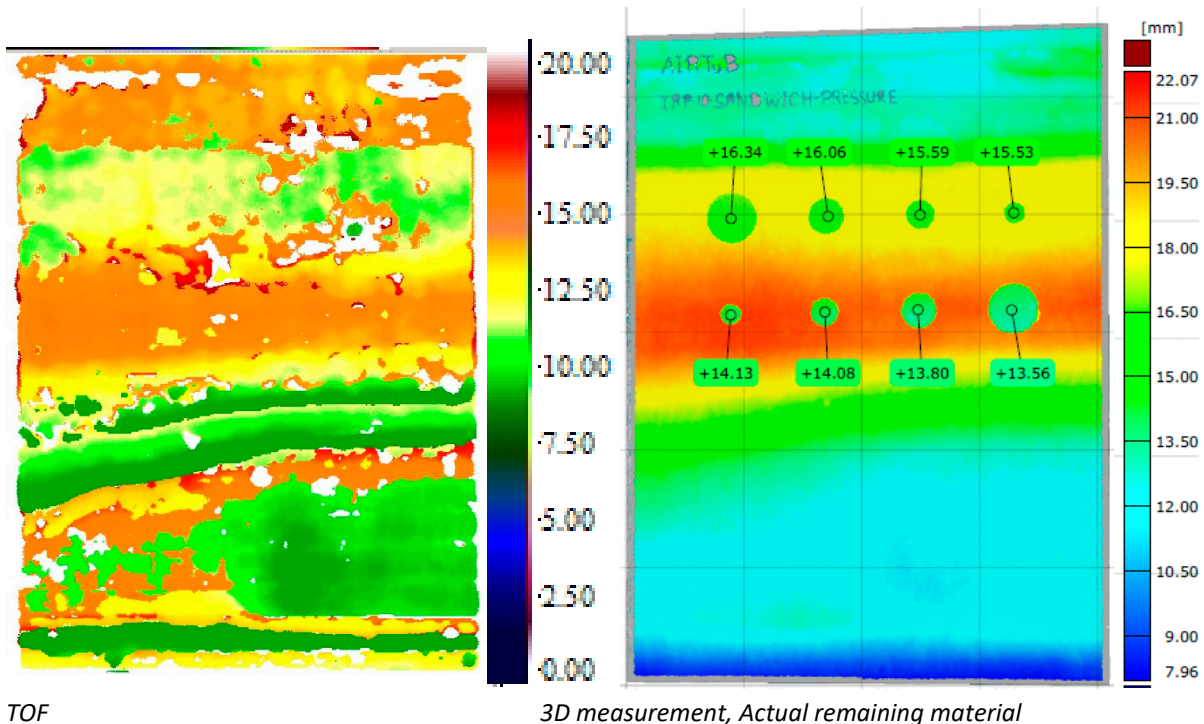 20.00
17.50
15.00
12.50
10.00
7.50
5.00
2.50
0.00
[mm]
22.07
21.00
19.50
18.00
16.50
15.00
13.50
12.00
10.50
9.00
7.96
AIRTuB
SANDWICH-PRESSURE
+16.34 +16.06 +15.59 +15.53
+14.13 +14.08 +13.80 +13.56
TOF
3D measurement, Actual remaining material